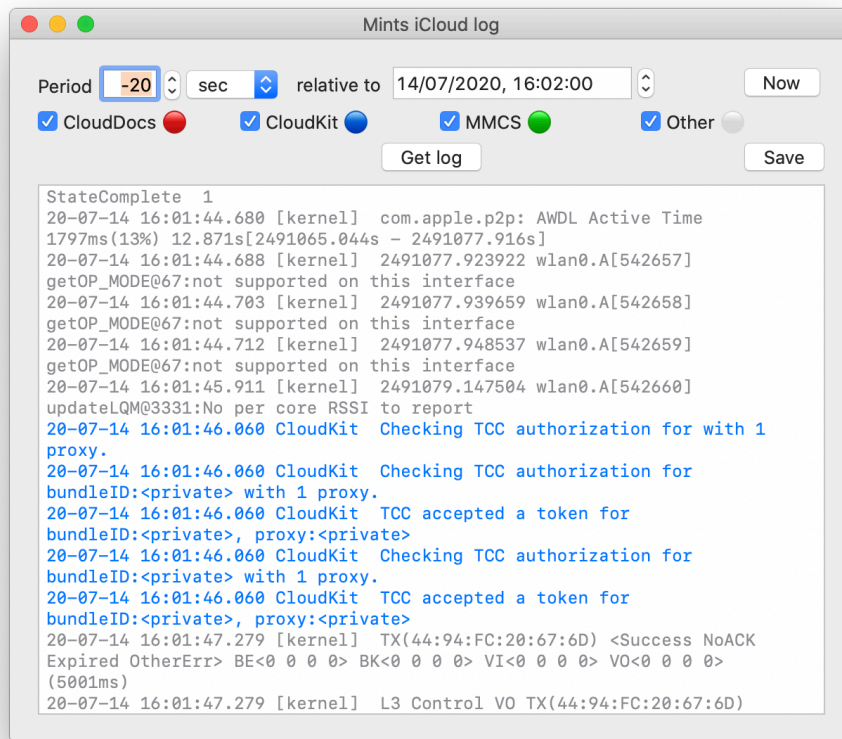 Mints iCloud log
Period -20 sec relative to 14/07/2020, 16:02:00 Now
CloudDocs CloudKit MMCS Other
Get log Save
StateComplete  1
20-07-14 16:01:44.680 [kernel]  com.apple.p2p: AWDL Active Time
1797ms(13%) 12.871s[2491065.044s - 2491077.916s]
20-07-14 16:01:44.688 [kernel]  2491077.923922 wlan0.A[542657]
getOP_MODE@67:not supported on this interface
20-07-14 16:01:44.703 [kernel]  2491077.939659 wlan0.A[542658]
getOP_MODE@67:not supported on this interface
20-07-14 16:01:44.712 [kernel]  2491077.948537 wlan0.A[542659]
getOP_MODE@67:not supported on this interface
20-07-14 16:01:45.911 [kernel]  2491079.147504 wlan0.A[542660]
updateLQM@3331:No per core RSSI to report
20-07-14 16:01:46.060 CloudKit  Checking TCC authorization for with 1
proxy.
20-07-14 16:01:46.060 CloudKit  Checking TCC authorization for
bundleID:<private> with 1 proxy.
20-07-14 16:01:46.060 CloudKit  TCC accepted a token for
bundleID:<private>, proxy:<private>
20-07-14 16:01:46.060 CloudKit  Checking TCC authorization for
bundleID:<private> with 1 proxy.
20-07-14 16:01:46.060 CloudKit  TCC accepted a token for
bundleID:<private>, proxy:<private>
20-07-14 16:01:47.279 [kernel]  TX(44:94:FC:20:67:6D) <Success NoACK
Expired OtherErr> BE<0 0 0 0> BK<0 0 0 0> VI<0 0 0 0> VO<0 0 0 0>
(5001ms)
20-07-14 16:01:47.279 [kernel]  L3 Control VO TX(44:94:FC:20:67:6D)